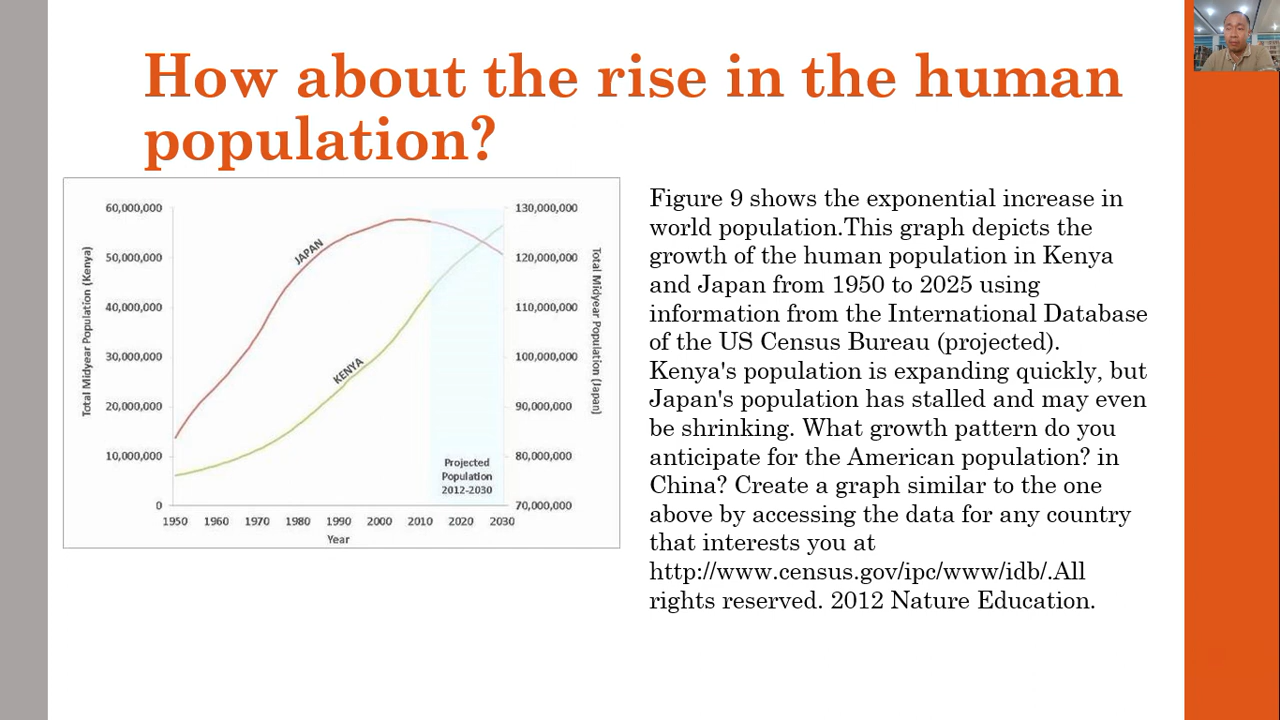 How about the rise in the human
population?
60,000,000
50,000,000
40,000,000
30,000,000
20,000,000
10,000,000
0
Total Midyear Population (Kenya)
130,000,000
120,000,000
110,000,000
100,000,000
90,000,000
80,000,000
70,000,000
Total Midyear Population (Japan)
JAPAN
KENYA
Projected
Population
2012-2030
1950 1960 1970 1980 1990 2000 2010 2020 2030
Year
Figure 9 shows the exponential increase in
world population.This graph depicts the
growth of the human population in Kenya
and Japan from 1950 to 2025 using
information from the International Database
of the US Census Bureau (projected).
Kenya's population is expanding quickly, but
Japan's population has stalled and may even
be shrinking. What growth pattern do you
anticipate for the American population? in
China? Create a graph similar to the one
above by accessing the data for any country
that interests you at
http://www.census.gov/ipc/www/idb/.All
rights reserved. 2012 Nature Education.